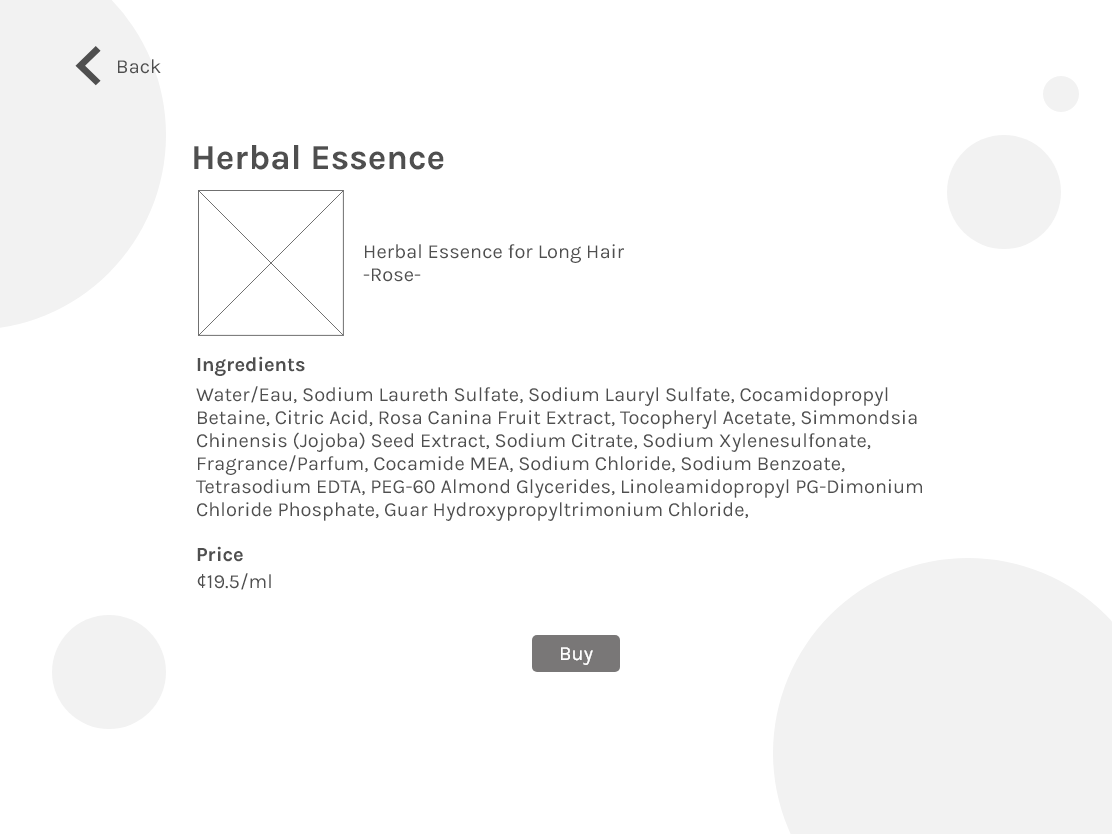 Back
Herbal Essence
Herbal Essence for Long Hair
-Rose-
Ingredients
Water/Eau, Sodium Laureth Sulfate, Sodium Lauryl Sulfate, Cocamidopropyl
Betaine, Citric Acid, Rosa Canina Fruit Extract, Tocopheryl Acetate, Simmondsia
Chinensis (Jojoba) Seed Extract, Sodium Citrate, Sodium Xylenesulfonate,
Fragrance/Parfum, Cocamide MEA, Sodium Chloride, Sodium Benzoate,
Tetrasodium EDTA, PEG-60 Almond Glycerides, Linoleamidopropyl PG-Dimonium
Chloride Phosphate, Guar Hydroxypropyltrimonium Chloride,
Price
¢19.5/ml
Buy